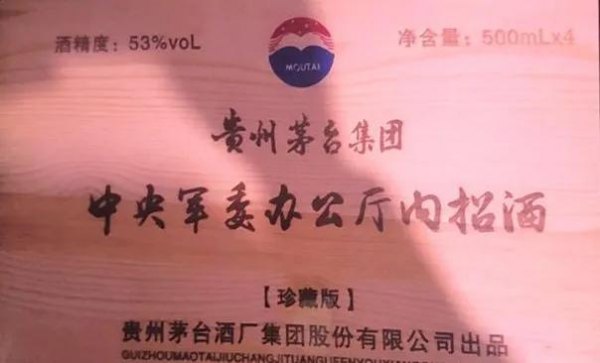 酒精度：53%voL
净含量：500mLx4
MOUTAI
贵州茅台集团
中央军委办公厅内招酒
【珍藏版】
贵州茅台酒厂集团股份有限公司出品